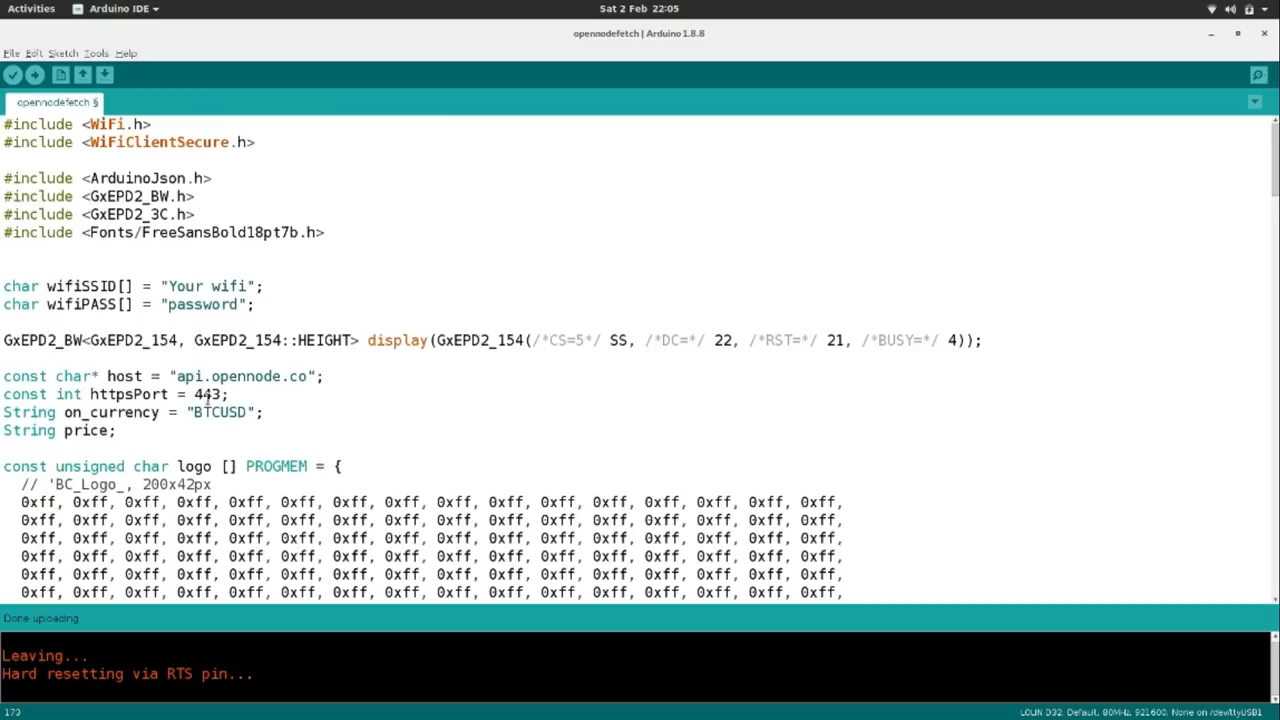 Activities Arduino IDE Sat 2 Feb 22:05
opennodefetch | Arduino 1.8.8
File Edit Sketch Tools Help
opennodefetch §
#include <WiFi.h>
#include <WiFiClientSecure.h>
#include <ArduinoJson.h>
#include <GxEPD2_BW.h>
#include <GxEPD2_3C.h>
#include <Fonts/FreeSansBold18pt7b.h>
char wifiSSID[] = "Your wifi";
char wifiPASS[] = "password";
GxEPD2_BW<GxEPD2_154, GxEPD2_154::HEIGHT> display(GxEPD2_154(/*CS=5*/ SS, /*DC=*/ 22, /*RST=*/ 21, /*BUSY=*/ 4));
const char* host = "api.opennode.co";
const int httpsPort = 443;
String on_currency = "BTCUSD";
String price;
const unsigned char logo [] PROGMEM = {
// 'BC_Logo_, 200x42px
0xff, 0xff, 0xff, 0xff, 0xff, 0xff, 0xff, 0xff, 0xff, 0xff, 0xff, 0xff, 0xff, 0xff, 0xff, 0xff,
0xff, 0xff, 0xff, 0xff, 0xff, 0xff, 0xff, 0xff, 0xff, 0xff, 0xff, 0xff, 0xff, 0xff, 0xff, 0xff,
0xff, 0xff, 0xff, 0xff, 0xff, 0xff, 0xff, 0xff, 0xff, 0xff, 0xff, 0xff, 0xff, 0xff, 0xff, 0xff,
0xff, 0xff, 0xff, 0xff, 0xff, 0xff, 0xff, 0xff, 0xff, 0xff, 0xff, 0xff, 0xff, 0xff, 0xff, 0xff,
0xff, 0xff, 0xff, 0xff, 0xff, 0xff, 0xff, 0xff, 0xff, 0xff, 0xff, 0xff, 0xff, 0xff, 0xff, 0xff,
0xff, 0xff, 0xff, 0xff, 0xff, 0xff, 0xff, 0xff, 0xff, 0xff, 0xff, 0xff, 0xff, 0xff, 0xff, 0xff,
Done uploading.
Leaving...
Hard resetting via RTS pin...
173 LOLIN D32, Default, 80MHz, 921600, None on /dev/ttyUSB1